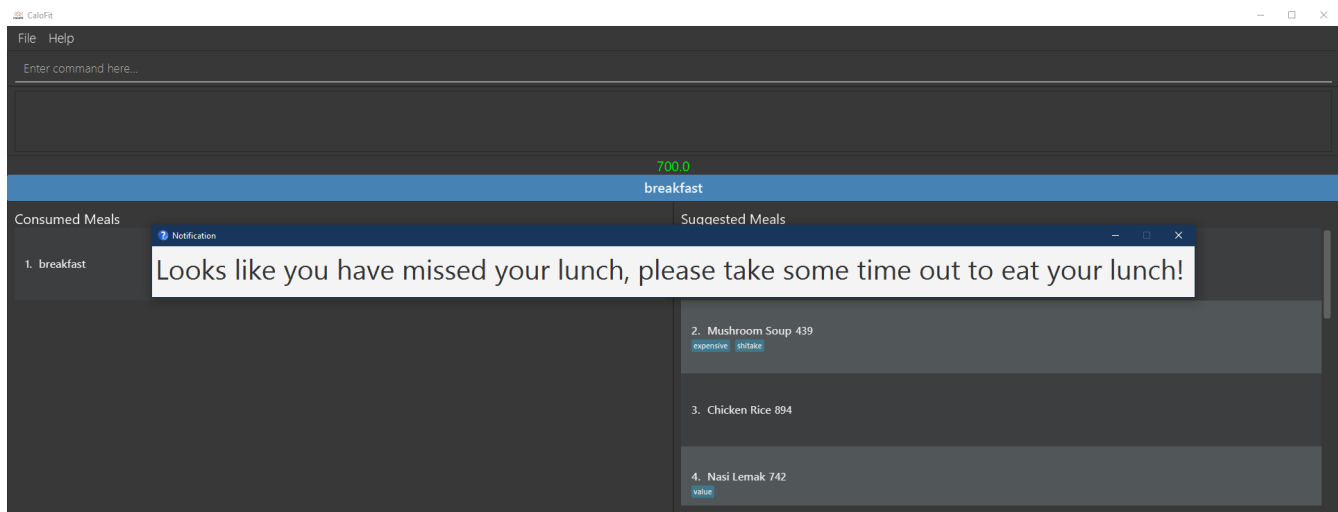 CaloFit
File Help
Enter command here...
700.0
breakfast
Consumed Meals
Suggested Meals
Notification
Looks like you have missed your lunch, please take some time out to eat your lunch!
1. breakfast
2. Mushroom Soup 439
expensive shitake
3. Chicken Rice 894
4. Nasi Lemak 742
value